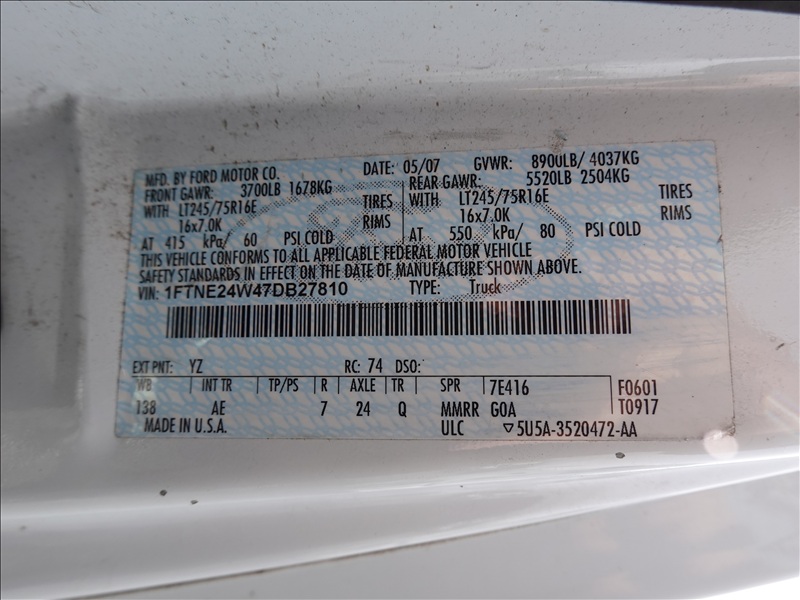 MFD. BY FORD MOTOR CO. DATE: 05/07 GVWR: 8900LB/ 4037KG
FRONT GAWR: 3700LB 1678KG REAR GAWR: 5520LB 2504KG
WITH LT245/75R16E TIRES WITH LT245/75R16E TIRES
16x7.0K RIMS 16x7.0K RIMS
AT 415 kPa/ 60 PSI COLD AT 550 kPa/ 80 PSI COLD
THIS VEHICLE CONFORMS TO ALL APPLICABLE FEDERAL MOTOR VEHICLE
SAFETY STANDARDS IN EFFECT ON THE DATE OF MANUFACTURE SHOWN ABOVE.
VIN: 1FTNE24W47DB27810 TYPE: Truck
EXT PNT: YZ RC: 74 DSO:
WB INT TR TP/PS R AXLE TR SPR 7E416 F0601
138 AE 7 24 Q MMRR GOA T0917
MADE IN U.S.A. ULC ▽5U5A-3520472-AA